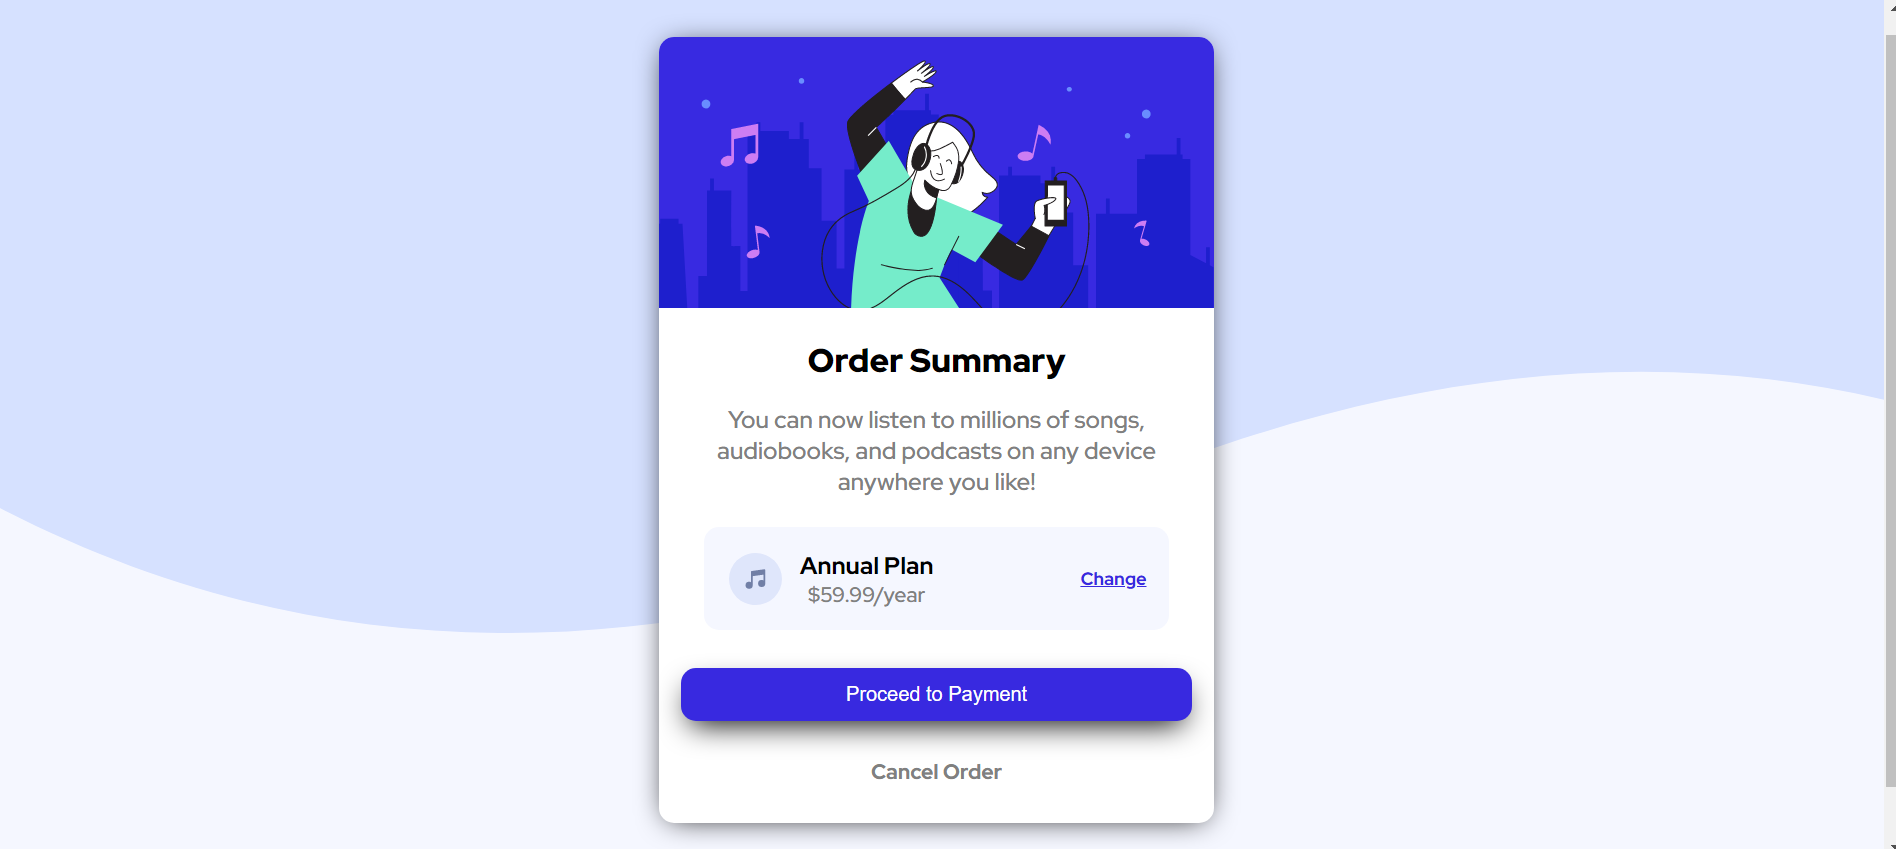 Order Summary
You can now listen to millions of songs,
audiobooks, and podcasts on any device
anywhere you like!
Annual Plan
$59.99/year
Change
Proceed to Payment
Cancel Order